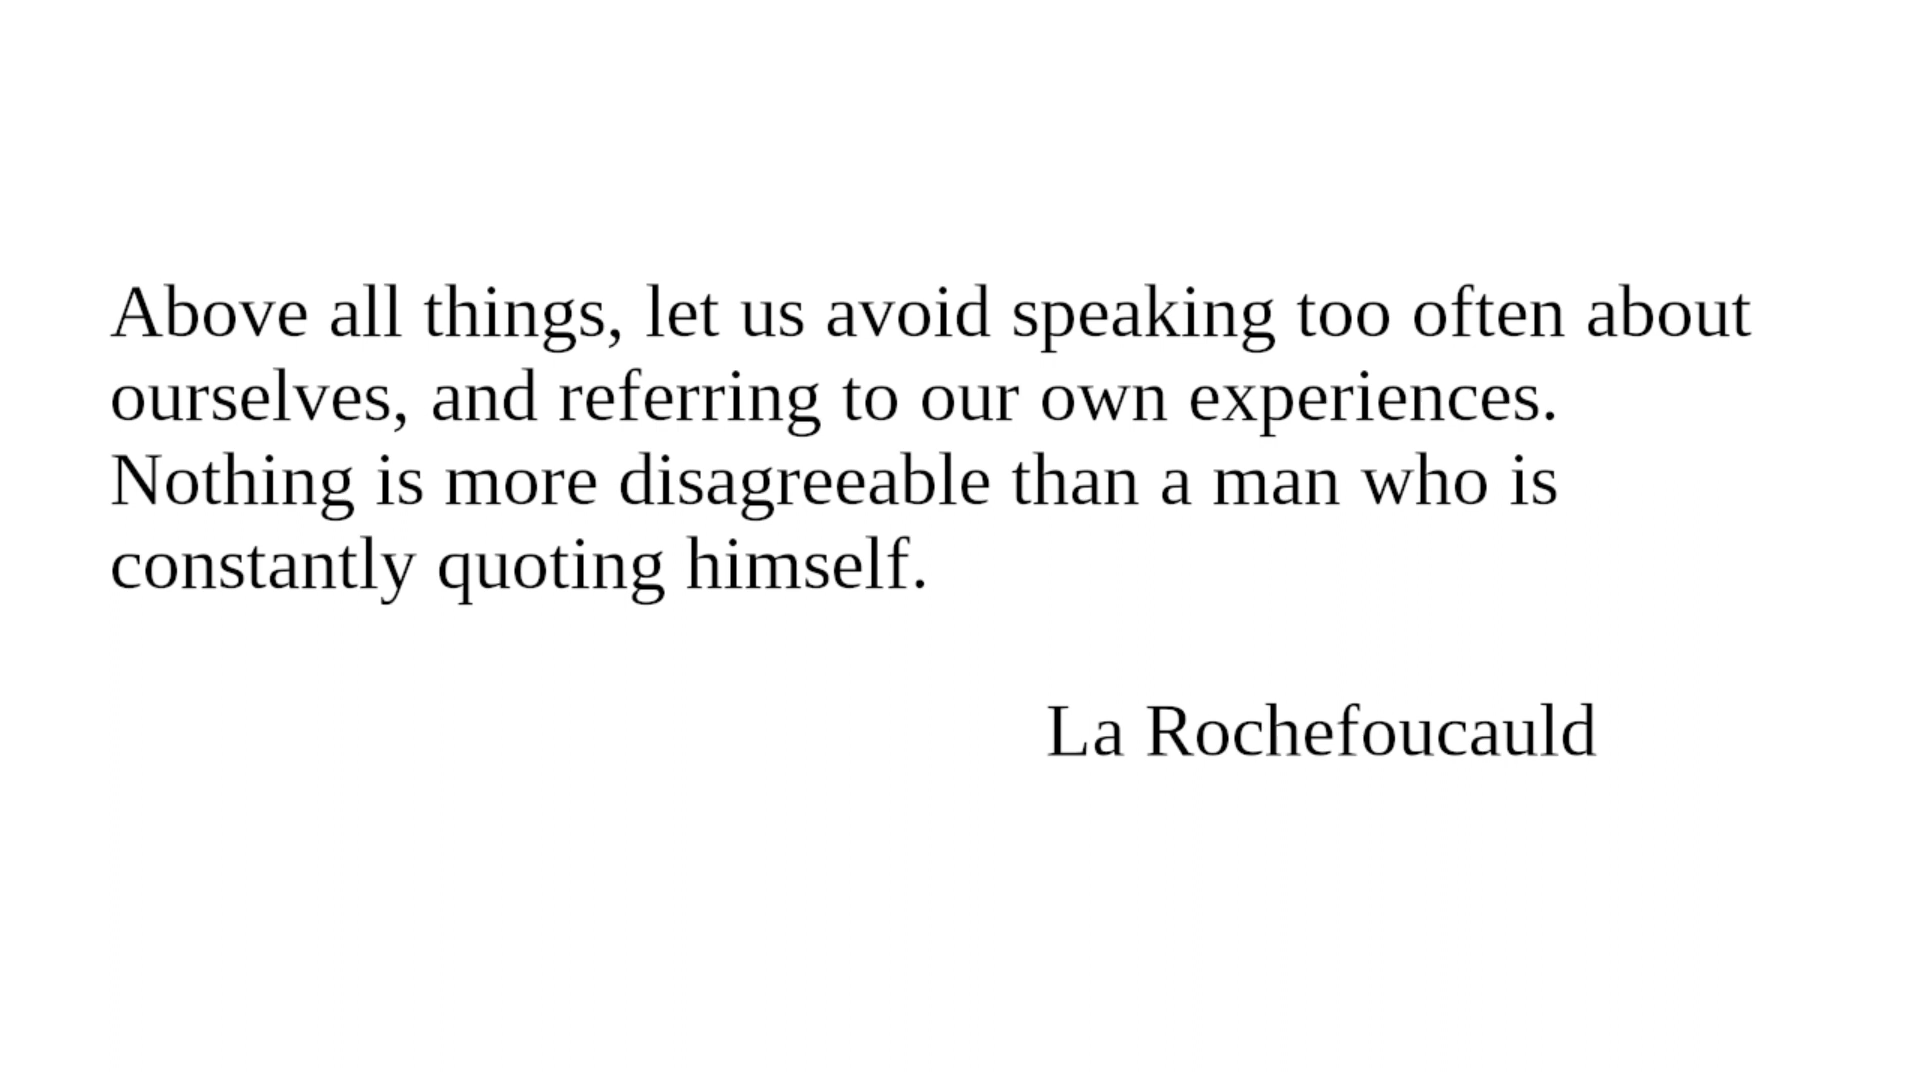 Above all things, let us avoid speaking too often about
ourselves, and referring to our own experiences.
Nothing is more disagreeable than a man who is
constantly quoting himself.
La Rochefoucauld